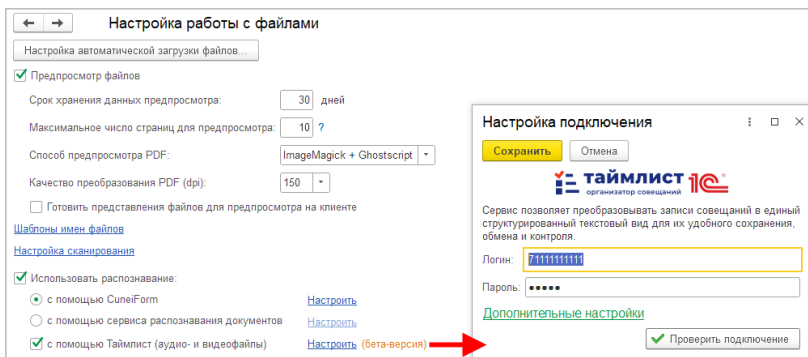 Настройка работы с файлами
Настройка автоматической загрузки файлов...
Предпросмотр файлов
Срок хранения данных предпросмотра: 30 дней
Максимальное число страниц для предпросмотра: 10 ?
Способ предпросмотра PDF: ImageMagick + Ghostscript
Качество преобразования PDF (dpi): 150
Готовить представления файлов для предпросмотра на клиенте
Шаблоны имен файлов
Настройка сканирования
Использовать распознавание:
с помощью CuneiForm Настроить
с помощью сервиса распознавания документов Настроить
с помощью Таймлист (аудио- и видеофайлы) Настроить (бета-версия)
Настройка подключения
Сохранить Отмена
таймлист 1С
организатор совещаний
Сервис позволяет преобразовывать записи совещаний в единый
структурированный текстовый вид для их удобного сохранения,
обмена и контроля.
Логин: 71111111111
Пароль: •••••
Дополнительные настройки
Проверить подключение